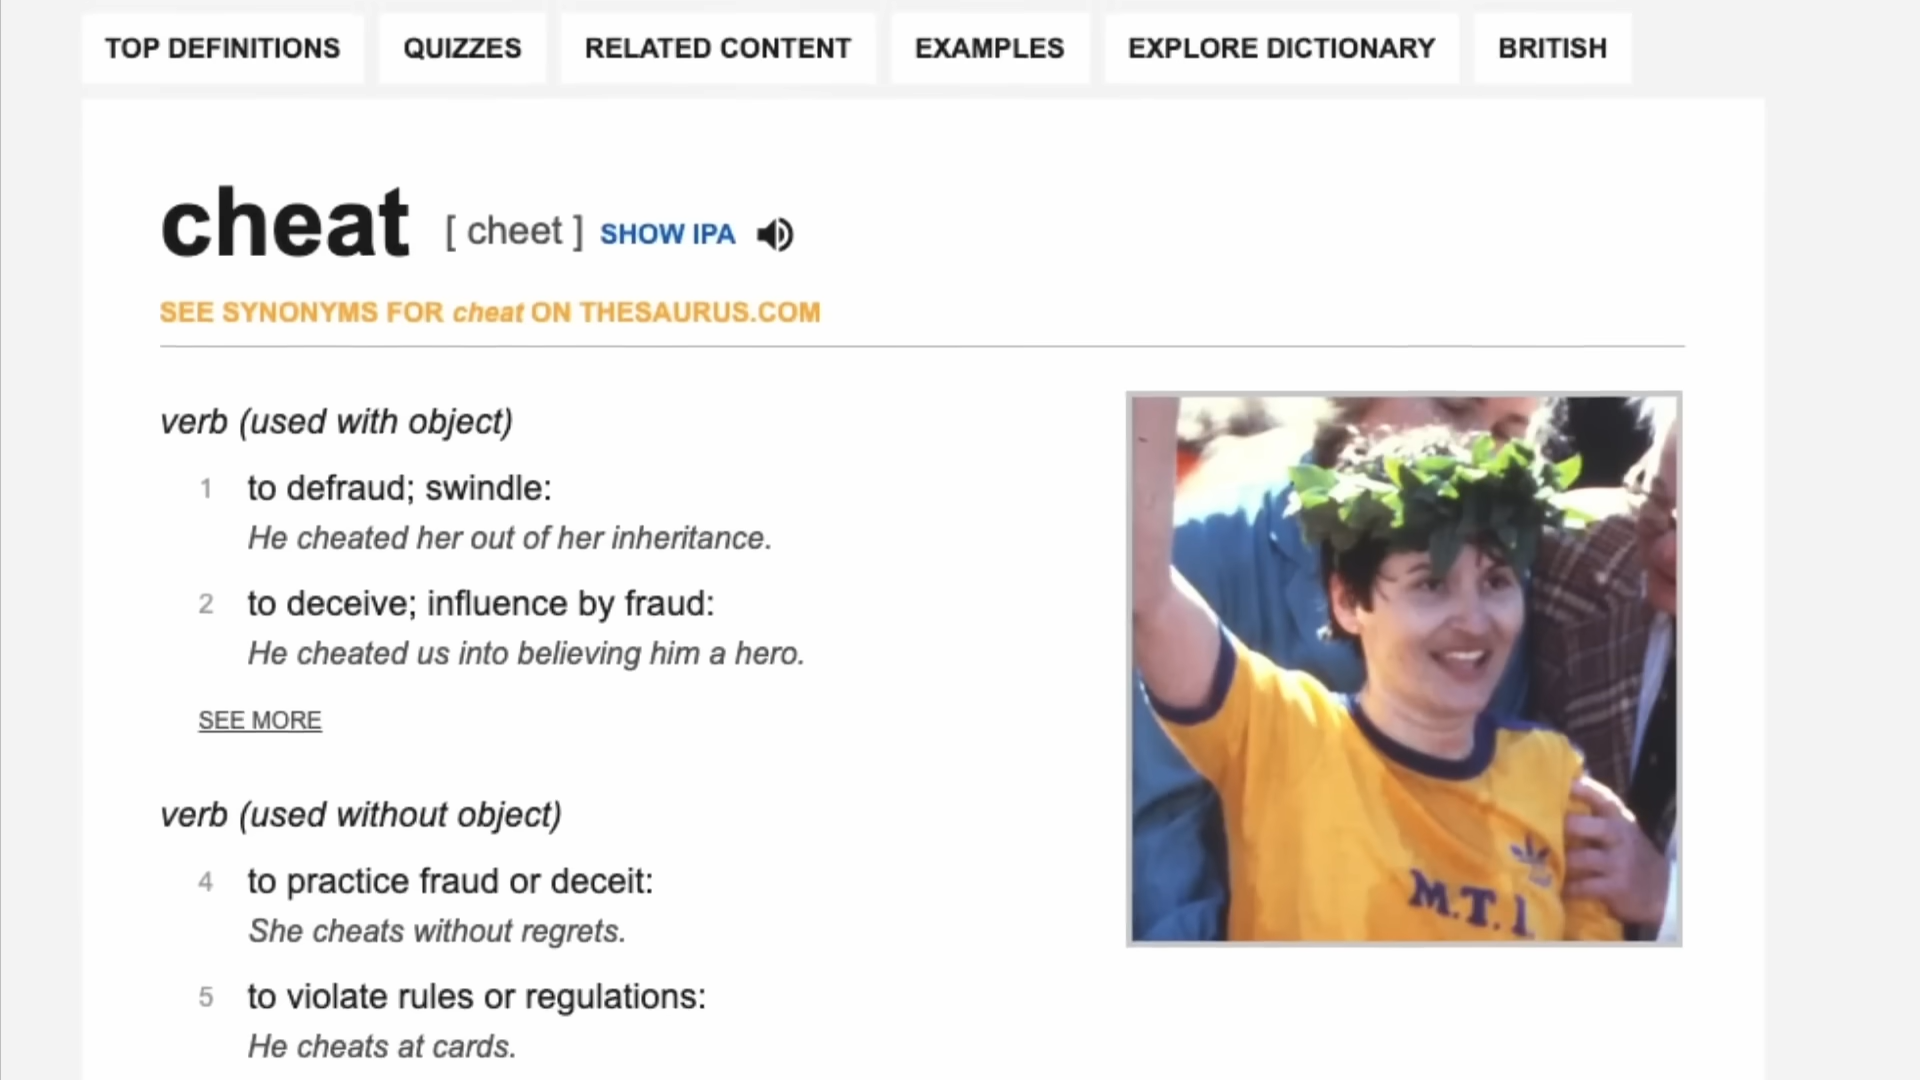 TOP DEFINITIONS QUIZZES RELATED CONTENT EXAMPLES EXPLORE DICTIONARY BRITISH
cheat [ cheet ] SHOW IPA
SEE SYNONYMS FOR cheat ON THESAURUS.COM
verb (used with object)
1 to defraud; swindle:
He cheated her out of her inheritance.
2 to deceive; influence by fraud:
He cheated us into believing him a hero.
SEE MORE
verb (used without object)
4 to practice fraud or deceit:
She cheats without regrets.
5 to violate rules or regulations:
He cheats at cards.
M.T.I.